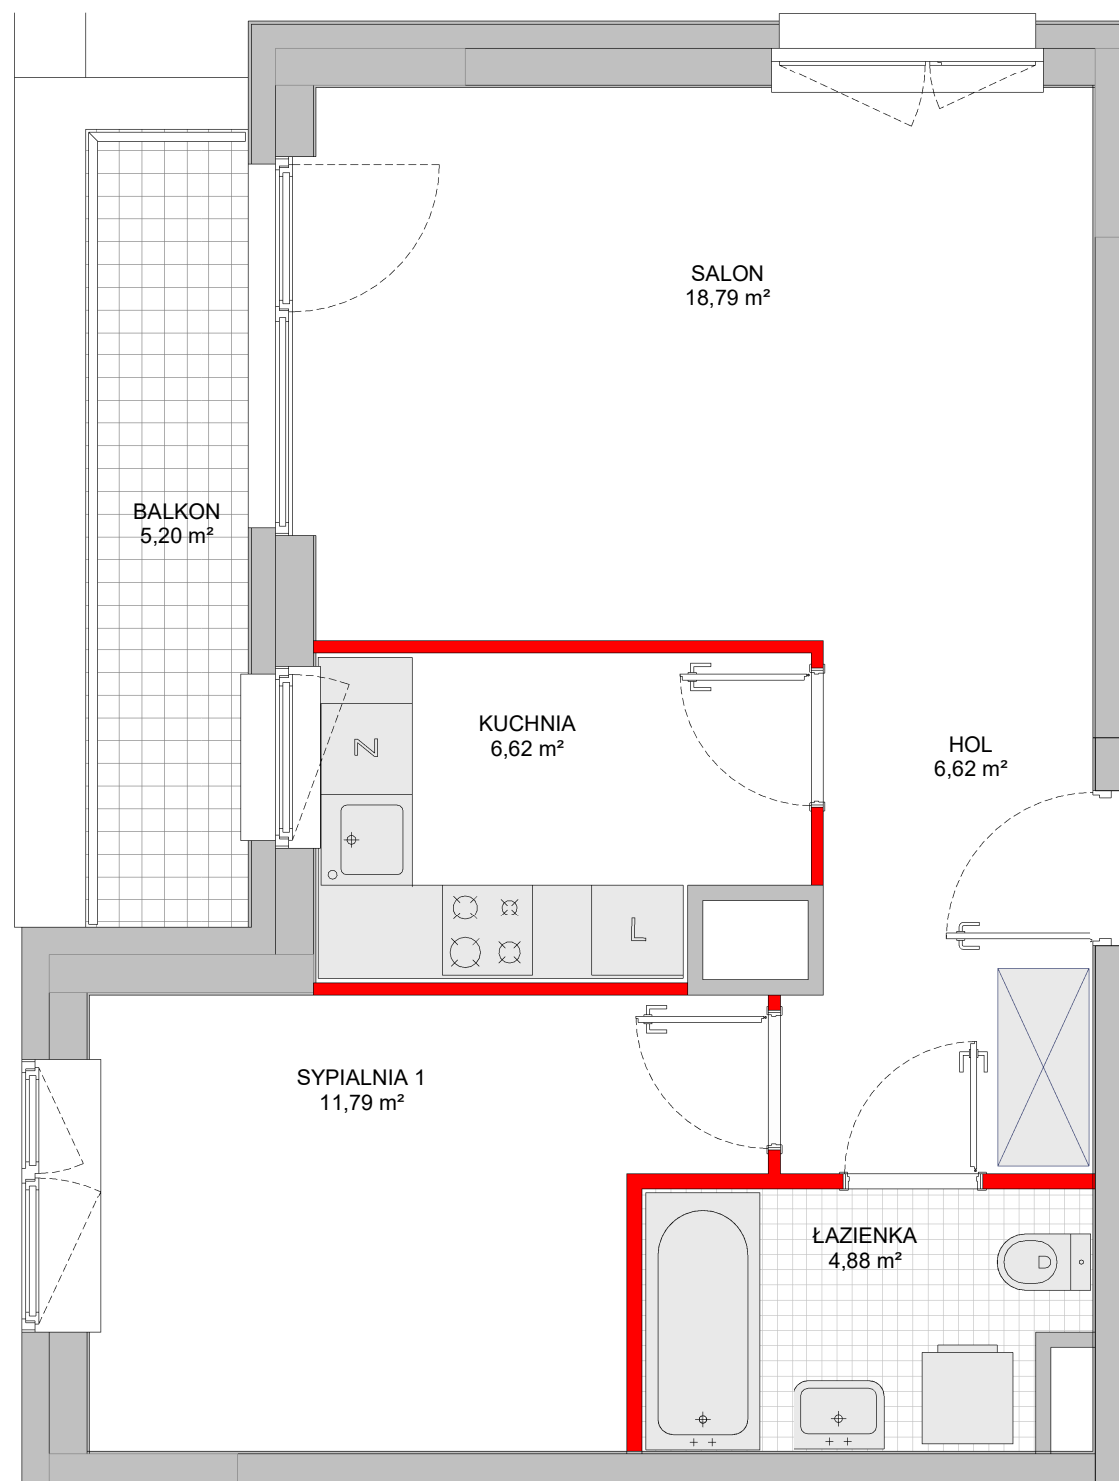 SALON
18,79 m²
BALKON
5,20 m²
KUCHNIA
6,62 m²
HOL
6,62 m²
N
L
SYPIALNIA 1
11,79 m²
ŁAZIENKA
4,88 m²